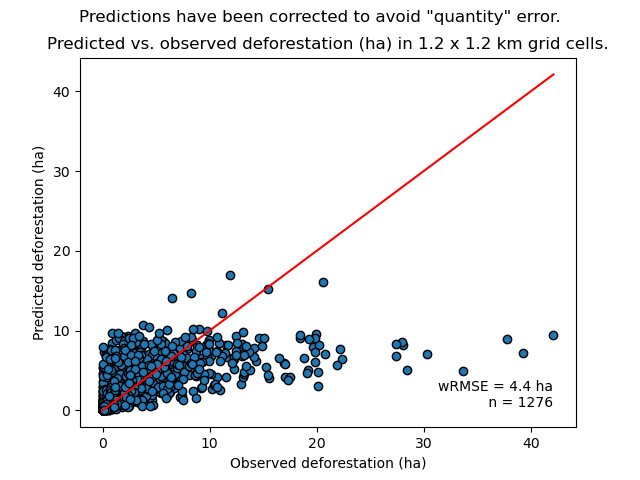 Predictions have been corrected to avoid "quantity" error.
Predicted vs. observed deforestation (ha) in 1.2 x 1.2 km grid cells.
40
30
20
10
0
Predicted deforestation (ha)
wRMSE = 4.4 ha
n = 1276
0 10 20 30 40
Observed deforestation (ha)